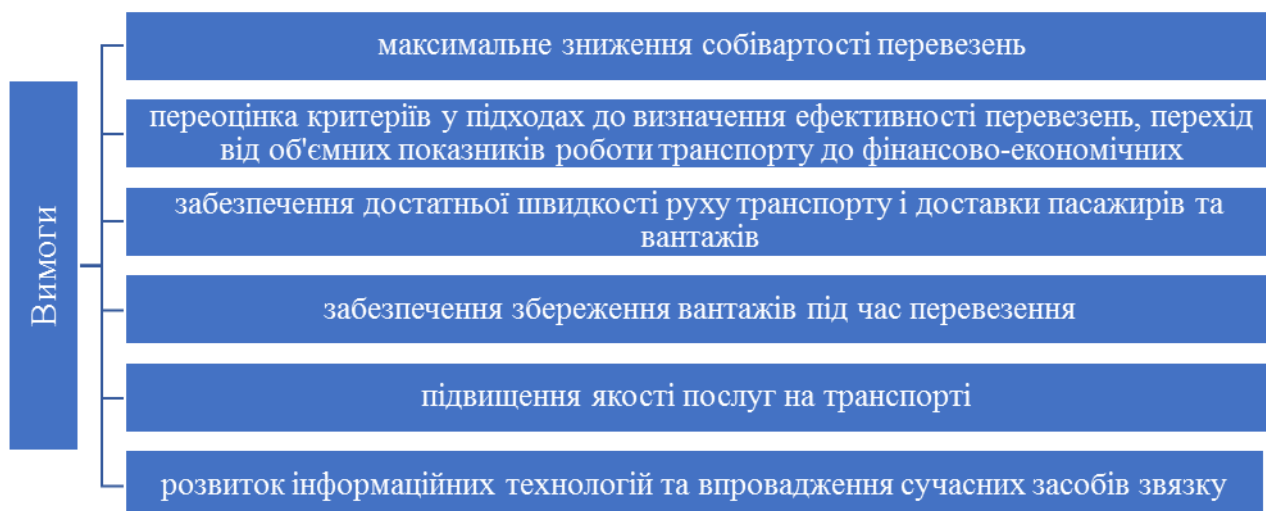 Вимоги
максимальне зниження собівартості перевезень
переоцінка критеріїв у підходах до визначення ефективності перевезень, перехід
від об'ємних показників роботи транспорту до фінансово-економічних
забезпечення достатньої швидкості руху транспорту і доставки пасажирів та
вантажів
забезпечення збереження вантажів під час перевезення
підвищення якості послуг на транспорті
розвиток інформаційних технологій та впровадження сучасних засобів звязку